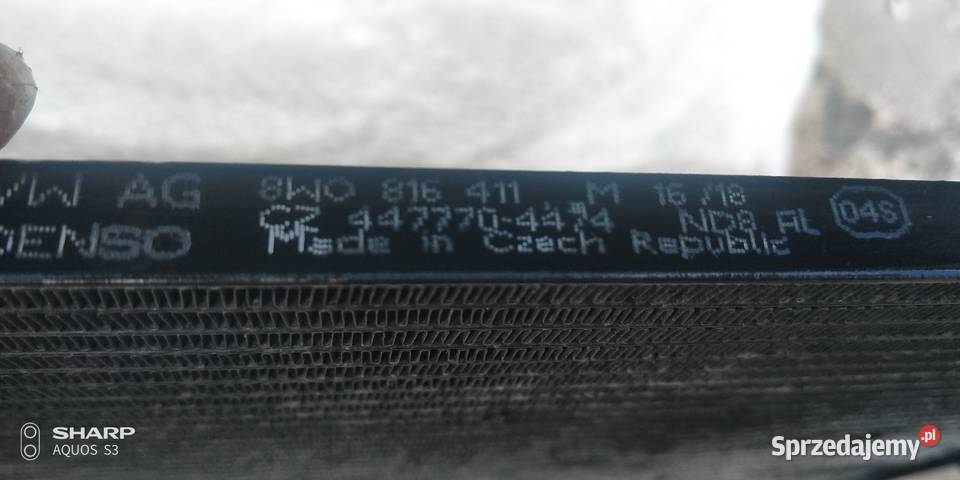 VW AG 8W0 816 411 M 16/18
CZ 447770-4474 ND8 AL 04S
DENSO Made in Czech Republic
SHARP
AQUOS S3
Sprzedajemy.pl